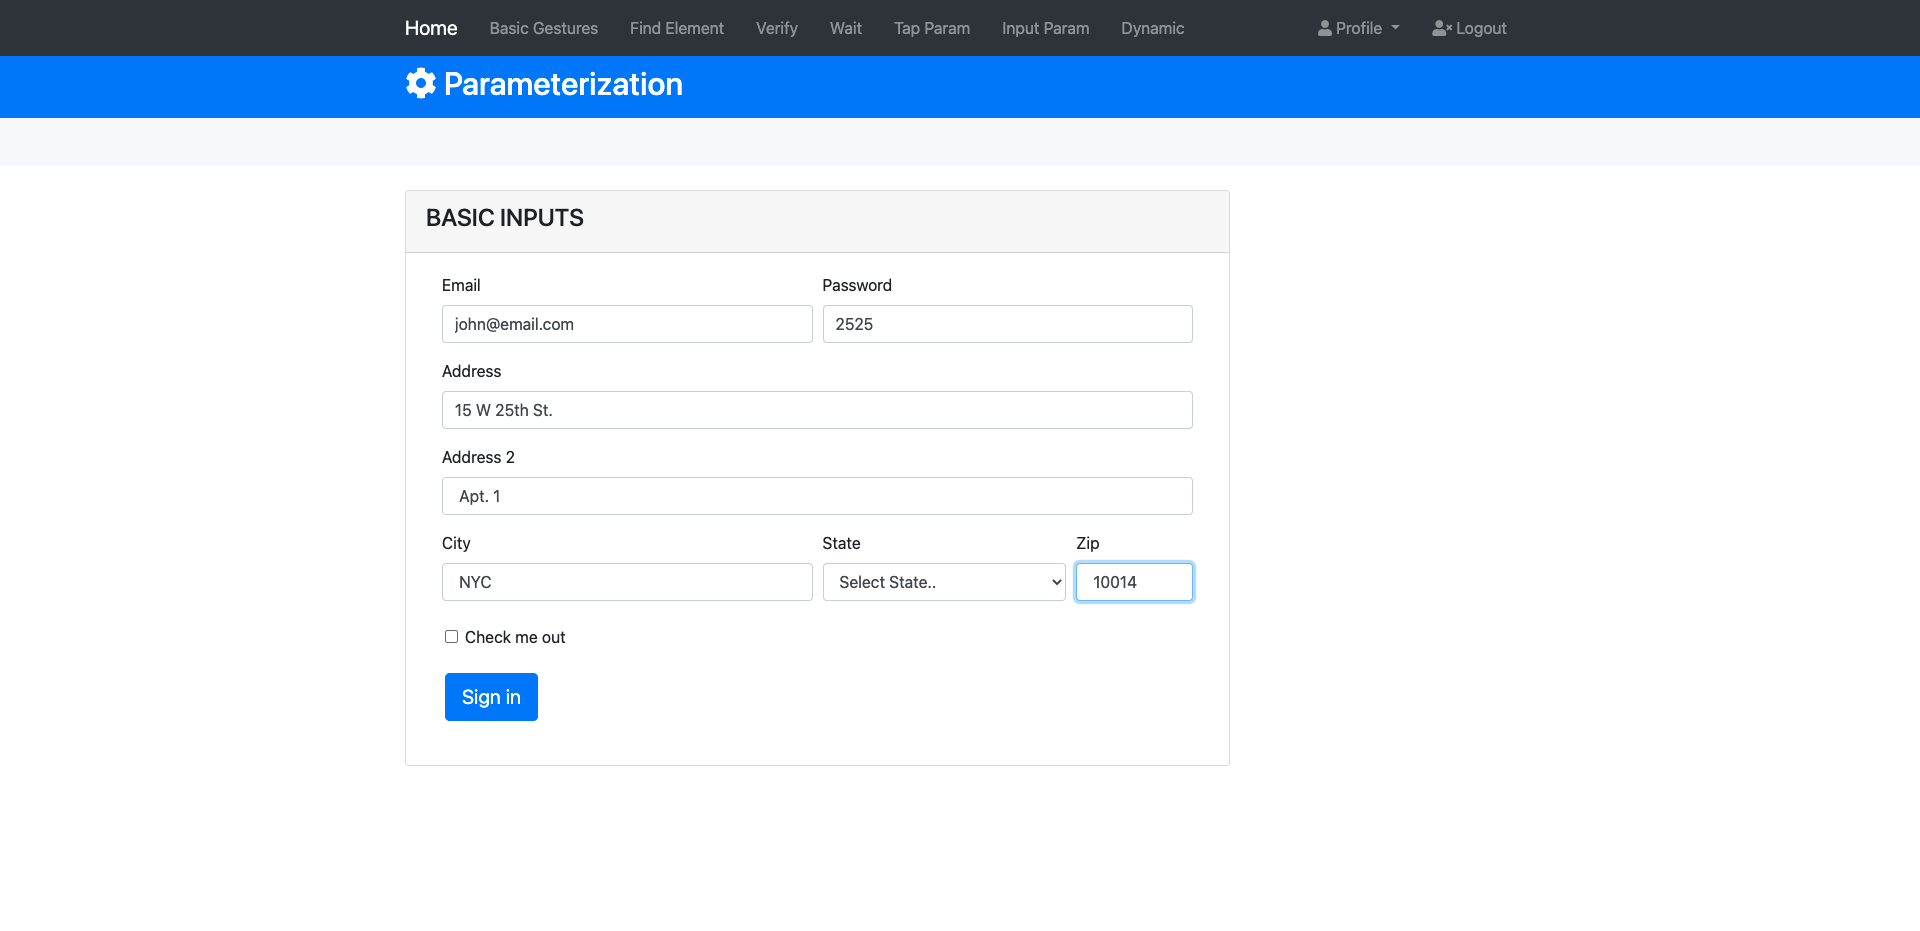 Home Basic Gestures Find Element Verify Wait Tap Param Input Param Dynamic Profile Logout
Parameterization
BASIC INPUTS
Email Password
john@email.com 2525
Address
15 W 25th St.
Address 2
Apt. 1
City State Zip
NYC Select State.. 10014
Check me out
Sign in